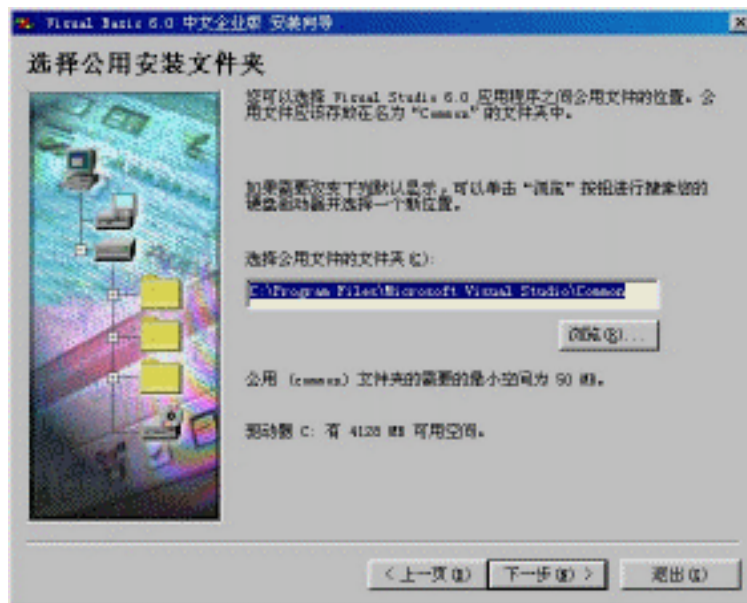 Visual Basic 6.0 中文企业版 安装向导
选择公用安装文件夹
您可以选择 Visual Studio 6.0 应用程序之间公用文件的位置。公
用文件应该存放在名为 "Common" 的文件夹中。
如果需要改变下列默认显示，可以单击 "浏览" 按钮进行搜索您的
硬盘驱动器并选择一个新位置。
选择公用文件的文件夹(C):
C:\Program Files\Microsoft Visual Studio\Common
浏览(R)...
公用 (common) 文件夹的需要的最小空间为 50 MB。
驱动器 C: 有 4128 MB 可用空间。
< 上一页(B)
下一步(N) >
退出(X)